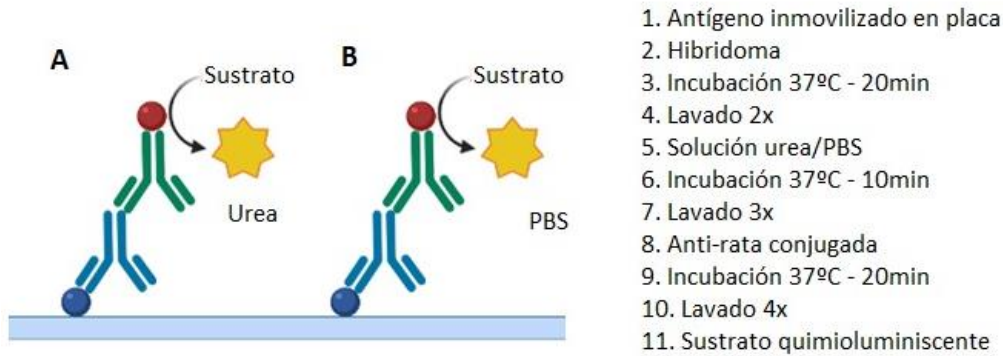 A
Sustrato
Urea
B
Sustrato
PBS
1. Antígeno inmovilizado en placa
2. Hibridoma
3. Incubación 37ºC - 20min
4. Lavado 2x
5. Solución urea/PBS
6. Incubación 37ºC - 10min
7. Lavado 3x
8. Anti-rata conjugada
9. Incubación 37ºC - 20min
10. Lavado 4x
11. Sustrato quimioluminiscente